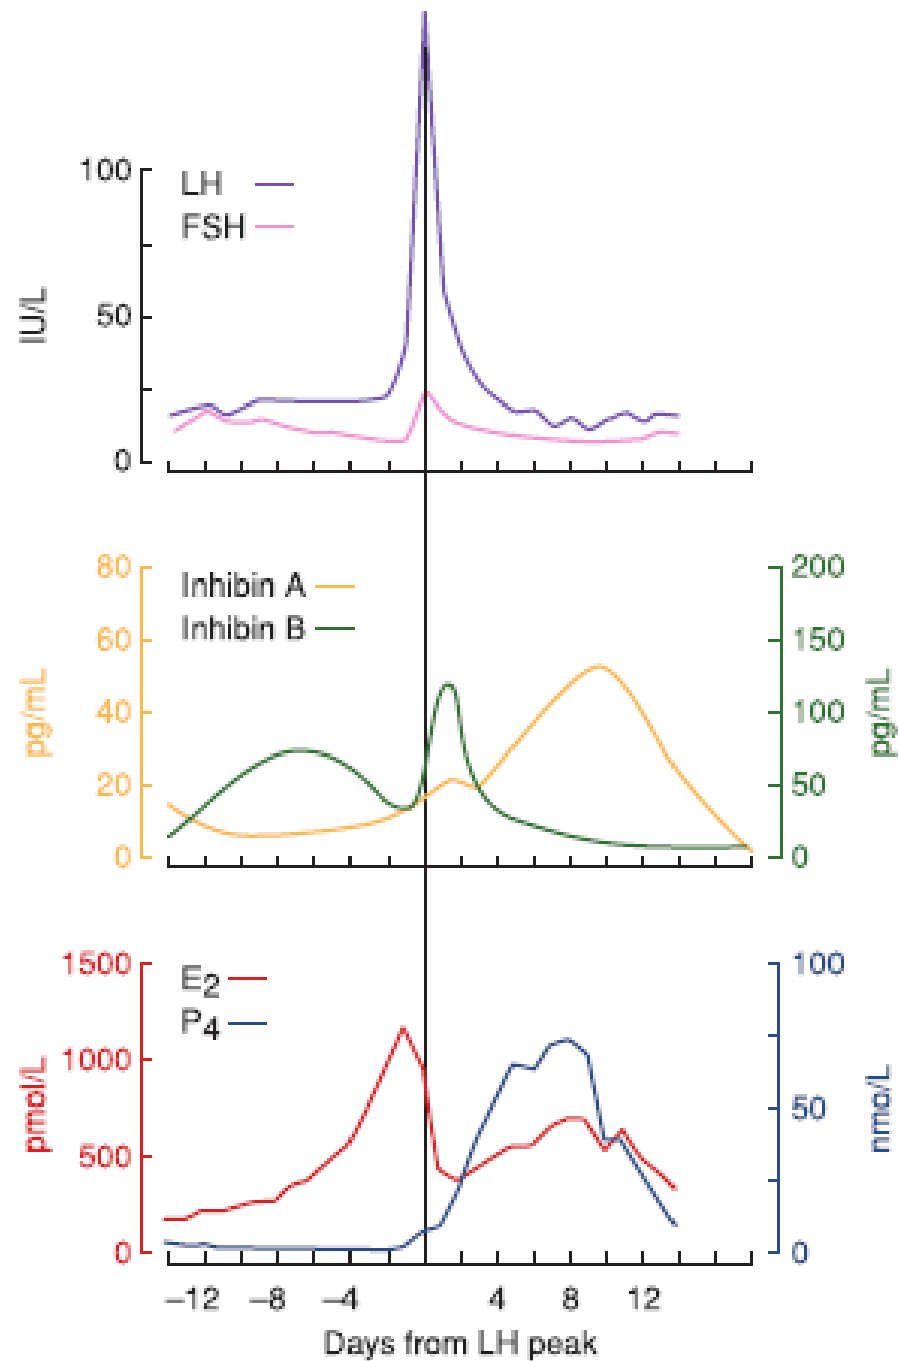 100
LH
FSH
IU/L
50
0
80
200
Inhibin A
Inhibin B
60
150
pg/mL
40
100
pg/mL
20
50
0
0
1500
100
E2
P4
1000
pmol/L
50
nmo/L
500
0
0
–12 –8 –4 4 8 12
Days from LH peak